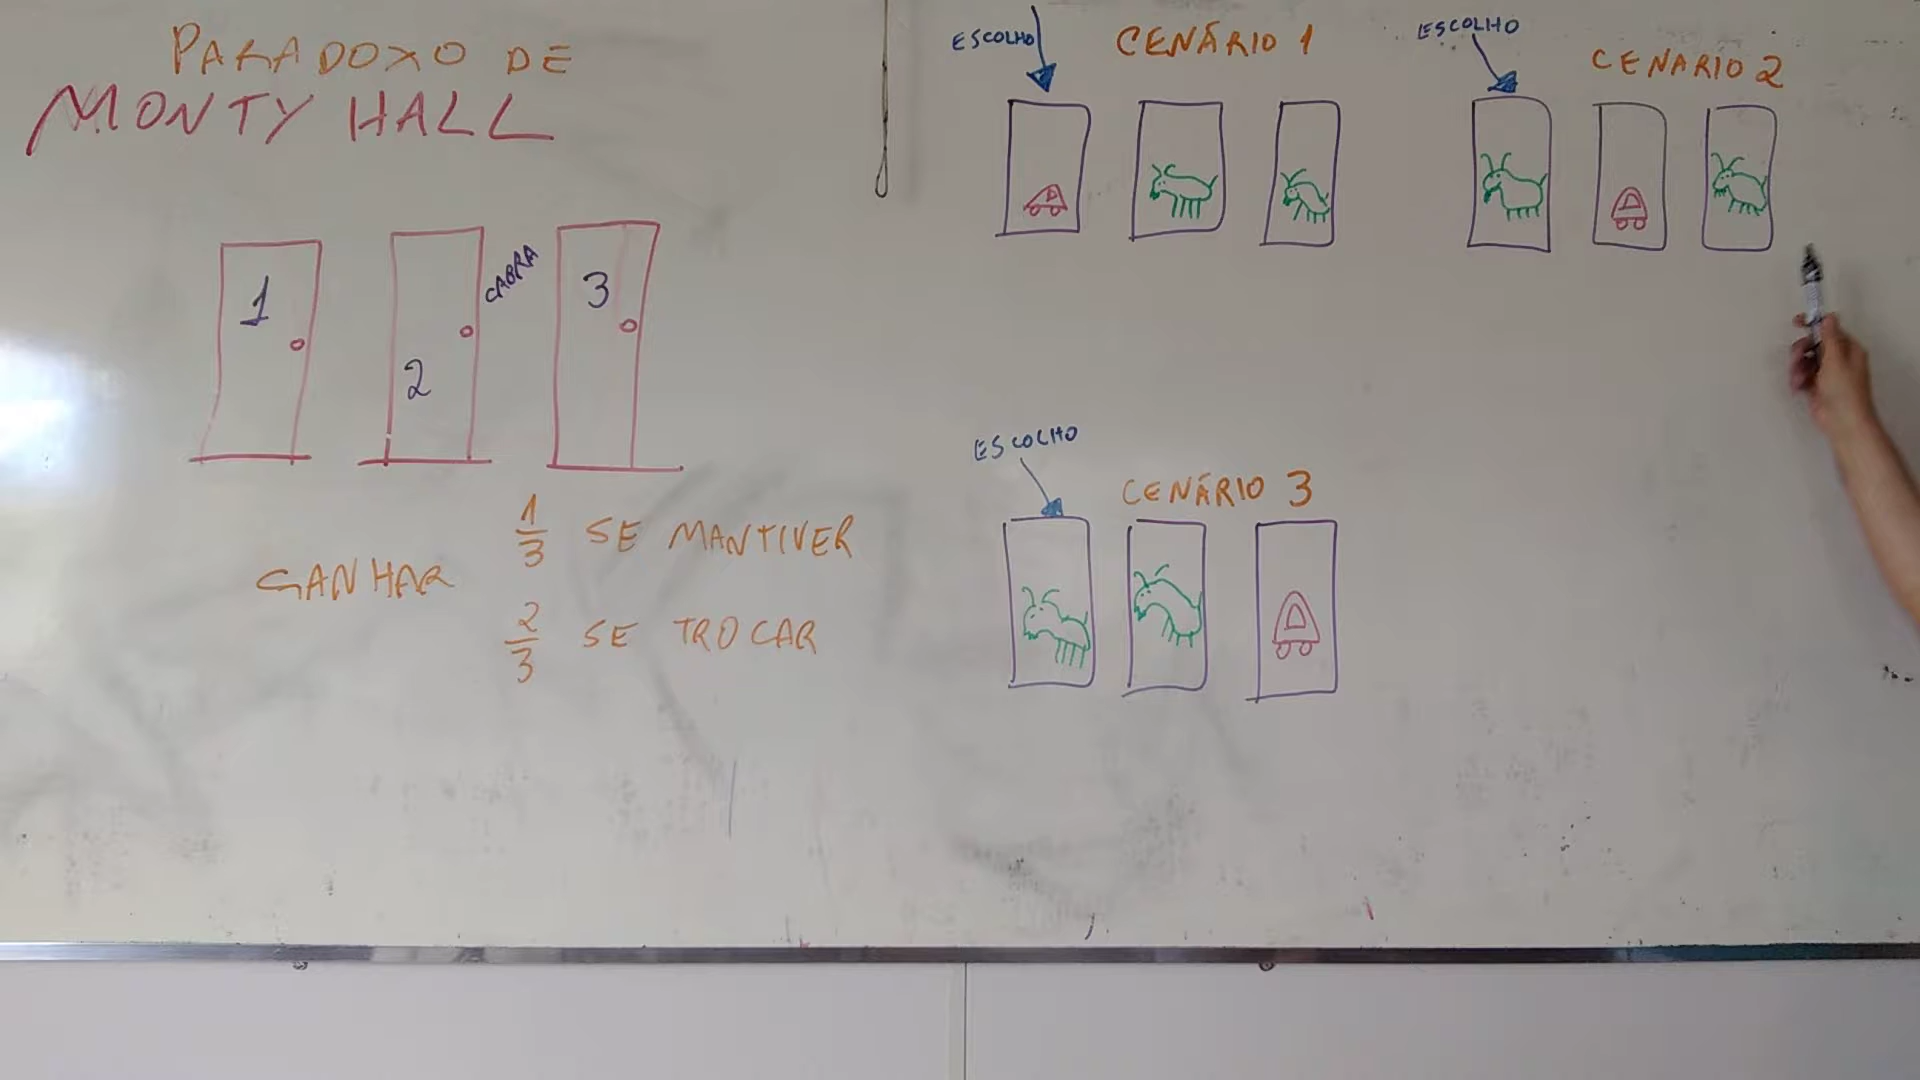 PARADOXO DE
MONTY HALL
1
2
CABRA
3
GANHAR
1/3 SE MANTIVER
2/3 SE TROCAR
ESCOLHO
CENÁRIO 1
ESCOLHO
CENARIO 2
ESCOLHO
CENÁRIO 3